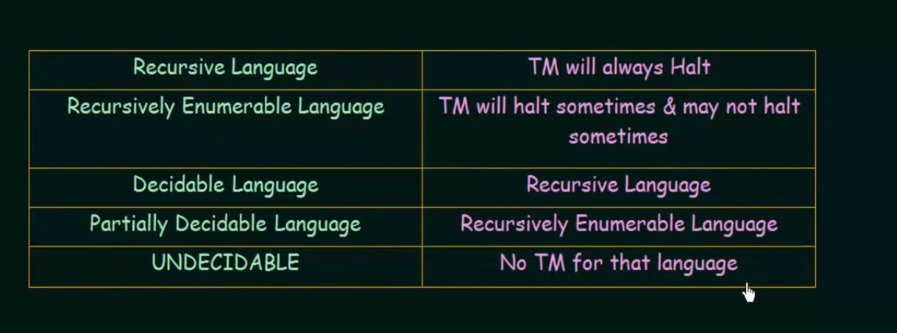 Recursive Language
TM will always Halt
Recursively Enumerable Language
TM will halt sometimes & may not halt
sometimes
Decidable Language
Recursive Language
Partially Decidable Language
Recursively Enumerable Language
UNDECIDABLE
No TM for that language